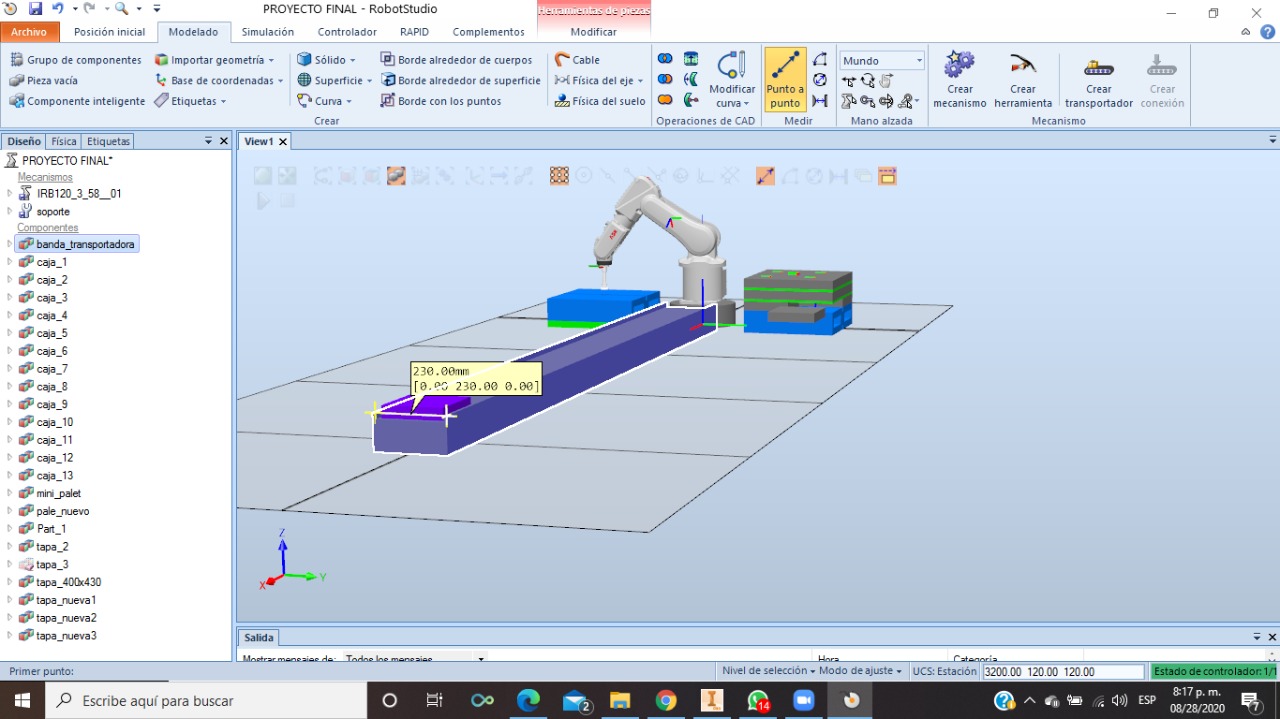 PROYECTO FINAL - RobotStudio
Herramientas de piezas
Archivo
Posición inicial
Modelado
Simulación
Controlador
RAPID
Complementos
Modificar
Grupo de componentes
Importar geometría
Sólido
Borde alrededor de cuerpos
Cable
Mundo
Pieza vacía
Base de coordenadas
Superficie
Borde alrededor de superficie
Física del eje
Modificar curva
Punto a punto
Crear mecanismo
Crear herramienta
Crear transportador
Crear conexión
Componente inteligente
Etiquetas
Curva
Borde con los puntos
Física del suelo
Crear
Operaciones de CAD
Medir
Mano alzada
Mecanismo
Diseño
Física
Etiquetas
View1
PROYECTO FINAL*
Mecanismos
IRB120_3_58__01
soporte
Componentes
banda_transportadora
caja_1
caja_2
caja_3
caja_4
caja_5
caja_6
caja_7
caja_8
caja_9
caja_10
caja_11
caja_12
caja_13
mini_palet
pale_nuevo
Part_1
tapa_2
tapa_3
tapa_400x430
tapa_nueva1
tapa_nueva2
tapa_nueva3
230.00mm
[0.00 230.00 0.00]
ABB
Z
X
Y
Salida
Mostrar mensajes de:
Todos los mensajes
Hora
Categoría
Primer punto:
Nivel de selección
Modo de ajuste
UCS: Estación
3200.00 120.00 120.00
Estado de controlador: 1/1
Escribe aquí para buscar
2
14
ESP
8:17 p. m.
08/28/2020
7